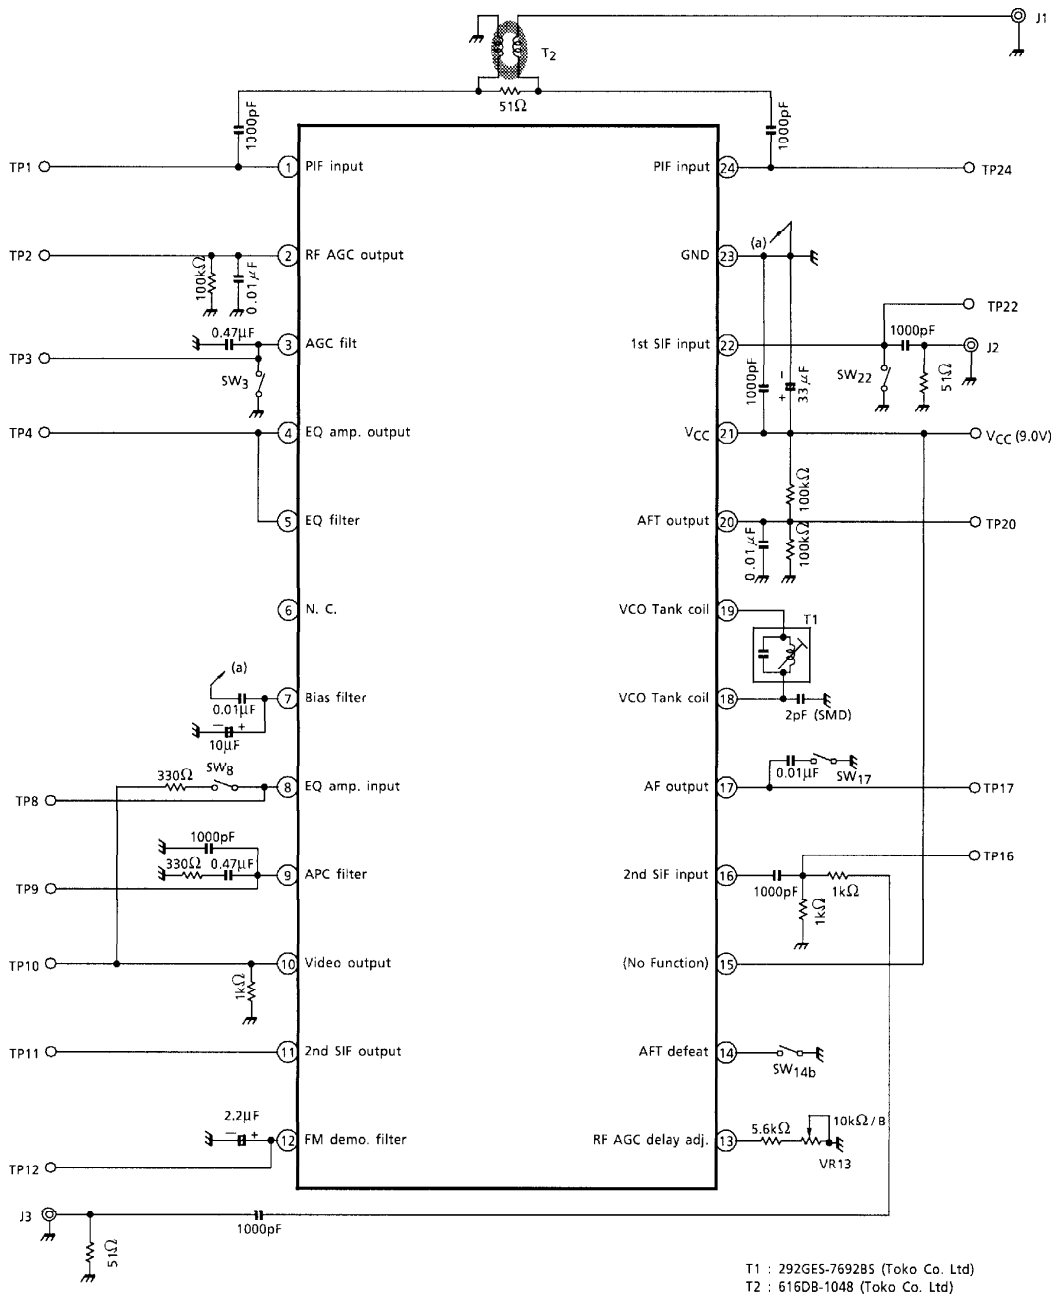 J1
T2
51Ω
1000pF
1000pF
TP1
1
PIF input
PIF input
24
TP24
TP2
2
RF AGC output
100kΩ
0.01µF
(a)
GND
23
TP22
0.47µF
1000pF
TP3
3
AGC filt
1st SIF input
22
J2
SW3
SW22
51Ω
1000pF
−
+
33µF
TP4
4
EQ amp. output
VCC
21
VCC (9.0V)
100kΩ
5
EQ filter
AFT output
20
TP20
0.01µF
100kΩ
6
N. C.
VCO Tank coil
19
T1
(a)
0.01µF
7
Bias filter
VCO Tank coil
18
2pF (SMD)
− +
10µF
SW8
330Ω
0.01µF
SW17
TP8
8
EQ amp. input
AF output
17
TP17
1000pF
TP16
330Ω
0.47µF
TP9
9
APC filter
2nd SIF input
16
1000pF
1kΩ
1kΩ
TP10
10
Video output
(No Function)
15
1kΩ
TP11
11
2nd SIF output
AFT defeat
14
SW14b
2.2µF
− +
12
FM demo. filter
RF AGC delay adj.
13
5.6kΩ
10kΩ/B
VR13
TP12
J3
1000pF
51Ω
T1 : 292GES-7692BS (Toko Co. Ltd)
T2 : 616DB-1048 (Toko Co. Ltd)